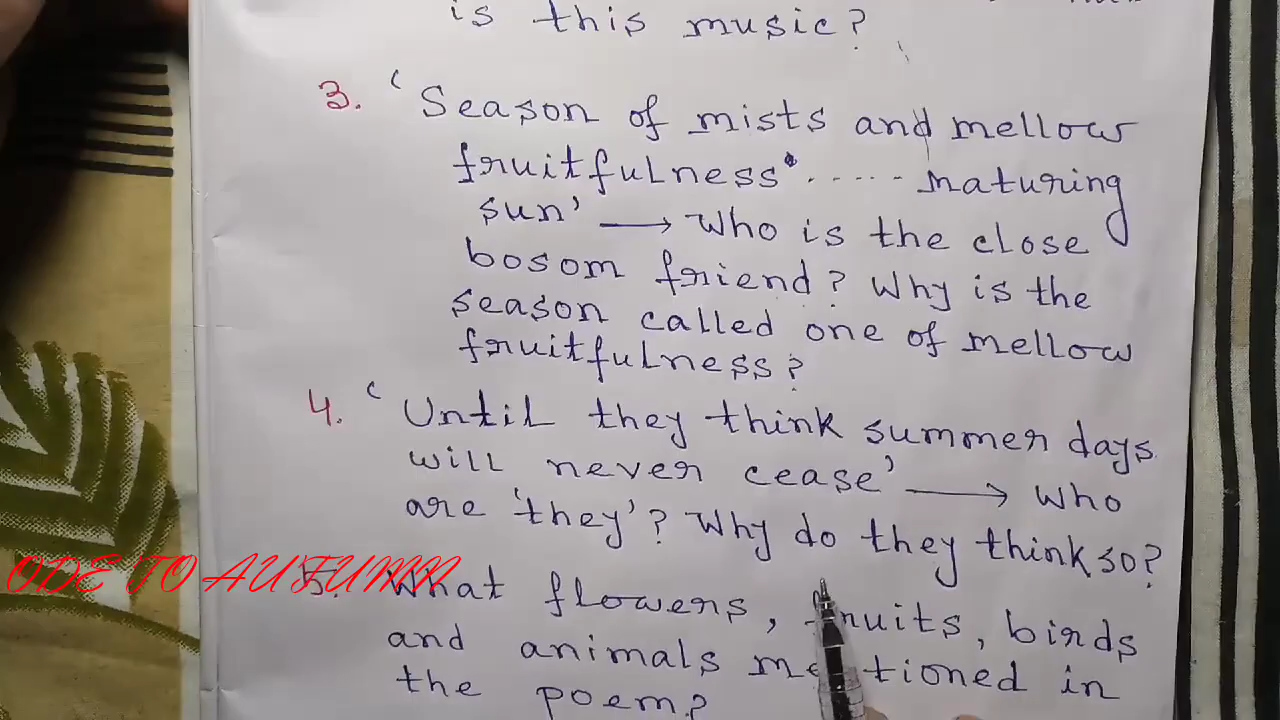 is this music?
3. 'Season of mists and mellow
fruitfulness ..... maturing
sun' → Who is the close
bosom friend? Why is the
season called one of mellow
fruitfulness?
4. 'Until they think summer days
will never cease' → Who
are 'they'? Why do they think so?
ODE TO AUTUMN
5. What flowers, fruits, birds
and animals mentioned in
the poem?